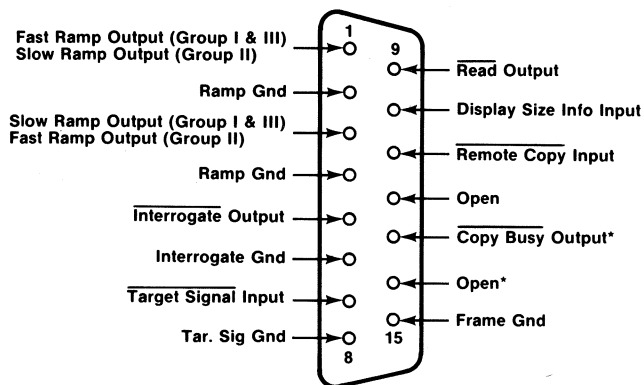 Fast Ramp Output (Group I & III)
Slow Ramp Output (Group II)
Ramp Gnd
Slow Ramp Output (Group I & III)
Fast Ramp Output (Group II)
Ramp Gnd
Interrogate Output
Interrogate Gnd
Target Signal Input
Tar. Sig Gnd
1
8
9
15
Read Output
Display Size Info Input
Remote Copy Input
Open
Copy Busy Output*
Open*
Frame Gnd